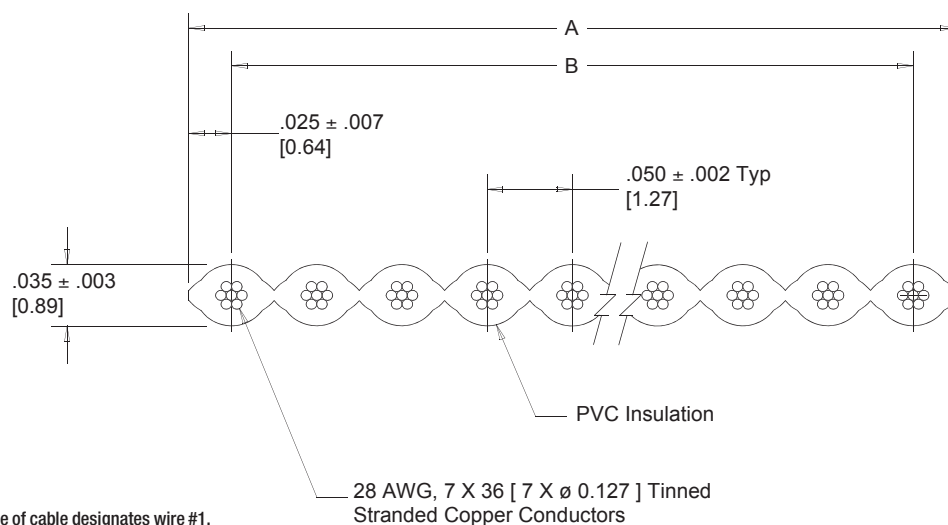 A
B
.025 ± .007
[0.64]
.050 ± .002 Typ
[1.27]
.035 ± .003
[0.89]
PVC Insulation
28 AWG, 7 X 36 [ 7 X ø 0.127 ] Tinned
Stranded Copper Conductors
e of cable designates wire #1.